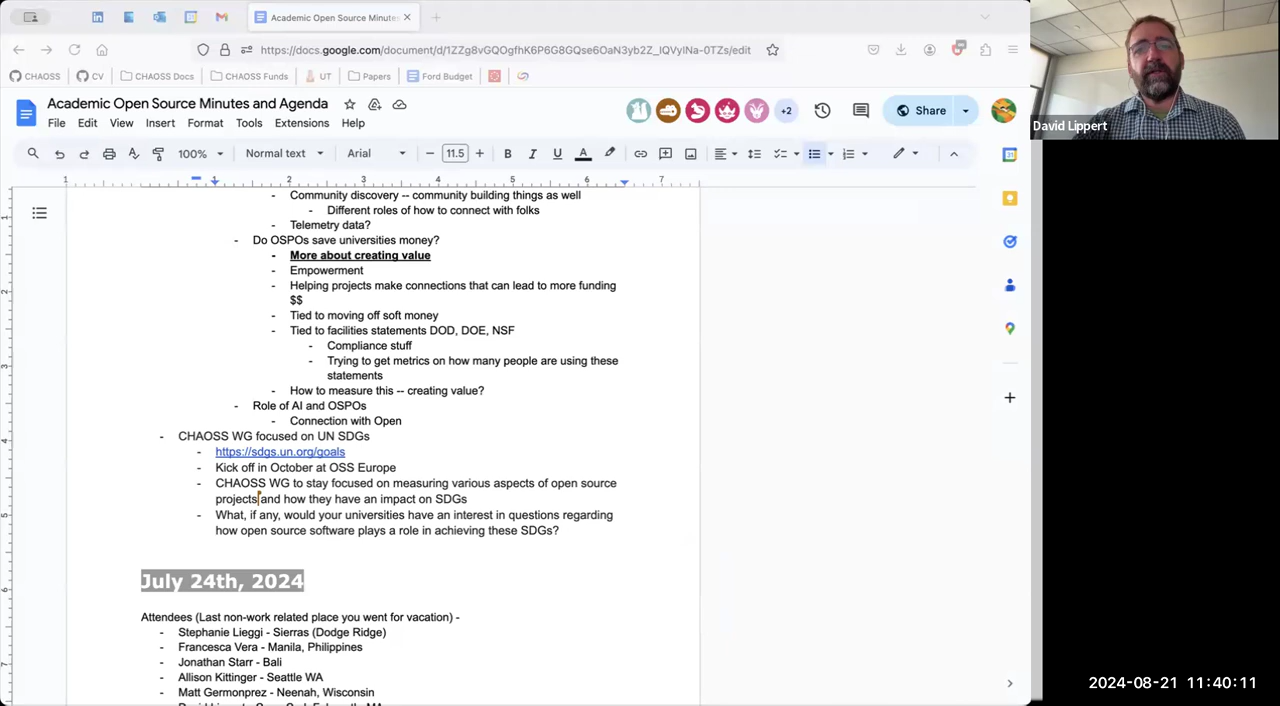 Academic Open Source Minutes
https://docs.google.com/document/d/1ZZg8vGQOgfhK6P6G8GQse6OaN3yb2Z_IQVyINa-0TZs/edit
CHAOSS
CV
CHAOSS Docs
CHAOSS Funds
UT
Papers
Ford Budget
Academic Open Source Minutes and Agenda
+2
Share
File Edit View Insert Format Tools Extensions Help
100%
Normal text
Arial
11.5
B I U A
1 1 2 3 4 5 6 7
- Community discovery -- community building things as well
- Different roles of how to connect with folks
- Telemetry data?
- Do OSPOs save universities money?
- More about creating value
- Empowerment
- Helping projects make connections that can lead to more funding
$$
- Tied to moving off soft money
- Tied to facilities statements DOD, DOE, NSF
- Compliance stuff
- Trying to get metrics on how many people are using these
statements
- How to measure this -- creating value?
- Role of AI and OSPOs
- Connection with Open
- CHAOSS WG focused on UN SDGs
- https://sdgs.un.org/goals
- Kick off in October at OSS Europe
- CHAOSS WG to stay focused on measuring various aspects of open source
projects and how they have an impact on SDGs
- What, if any, would your universities have an interest in questions regarding
how open source software plays a role in achieving these SDGs?
July 24th, 2024
Attendees (Last non-work related place you went for vacation) -
- Stephanie Lieggi - Sierras (Dodge Ridge)
- Francesca Vera - Manila, Philippines
- Jonathan Starr - Bali
- Allison Kittinger - Seattle WA
- Matt Germonprez - Neenah, Wisconsin
David Lippert
2024-08-21 11:40:11